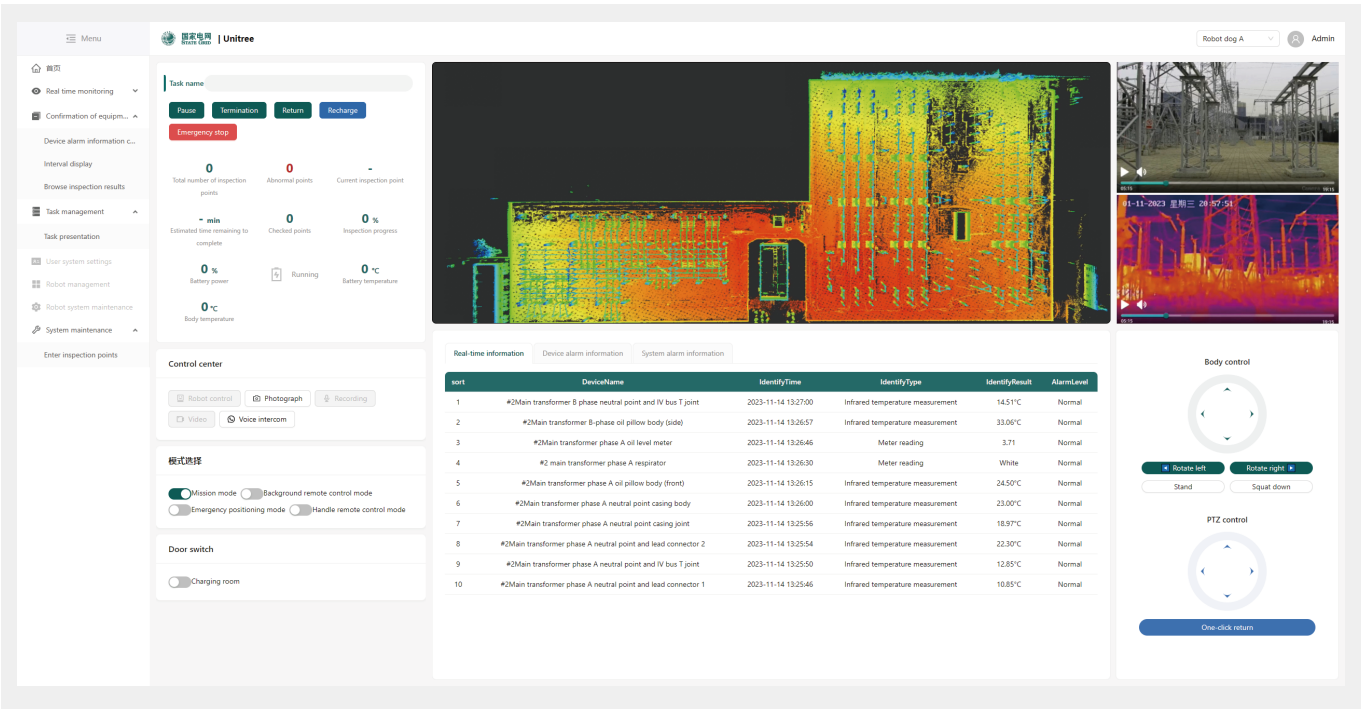 Menu
国家电网
STATE GRID
| Unitree
Robot dog A
Admin
首页
Real time monitoring
Confirmation of equipm...
Device alarm information c...
Interval display
Browse inspection results
Task management
Task presentation
User system settings
Robot management
Robot system maintenance
System maintenance
Enter inspection points
Task name
Pause
Termination
Return
Recharge
Emergency stop
0
Total number of inspection
points
0
Abnormal points
-
Current inspection point
- min
Estimated time remaining to
complete
0
Checked points
0 %
Inspection progress
0 %
Battery power
Running
0 °C
Battery temperature
0 °C
Body temperature
Control center
Robot control
Photograph
Recording
Video
Voice intercom
模式选择
Mission mode
Background remote control mode
Emergency positioning mode
Handle remote control mode
Door switch
Charging room
05:15
19:15
01-11-2023 星期三 20:57:51
05:15
19:15
Real-time information
Device alarm information
System alarm information
sort DeviceName IdentifyTime IdentifyType IdentifyResult AlarmLevel
1 #2Main transformer B phase neutral point and IV bus T joint 2023-11-14 13:27:00 Infrared temperature measurement 14.51°C Normal
2 #2Main transformer B-phase oil pillow body (side) 2023-11-14 13:26:57 Infrared temperature measurement 33.06°C Normal
3 #2Main transformer phase A oil level meter 2023-11-14 13:26:46 Meter reading 3.71 Normal
4 #2 main transformer phase A respirator 2023-11-14 13:26:30 Meter reading White Normal
5 #2Main transformer phase A oil pillow body (front) 2023-11-14 13:26:15 Infrared temperature measurement 24.50°C Normal
6 #2Main transformer phase A neutral point casing body 2023-11-14 13:26:00 Infrared temperature measurement 23.00°C Normal
7 #2Main transformer phase A neutral point casing joint 2023-11-14 13:25:56 Infrared temperature measurement 18.97°C Normal
8 #2Main transformer phase A neutral point and lead connector 2 2023-11-14 13:25:54 Infrared temperature measurement 22.30°C Normal
9 #2Main transformer phase A neutral point and IV bus T joint 2023-11-14 13:25:50 Infrared temperature measurement 12.85°C Normal
10 #2Main transformer phase A neutral point and lead connector 1 2023-11-14 13:25:46 Infrared temperature measurement 10.85°C Normal
Body control
Rotate left
Rotate right
Stand
Squat down
PTZ control
One-click return